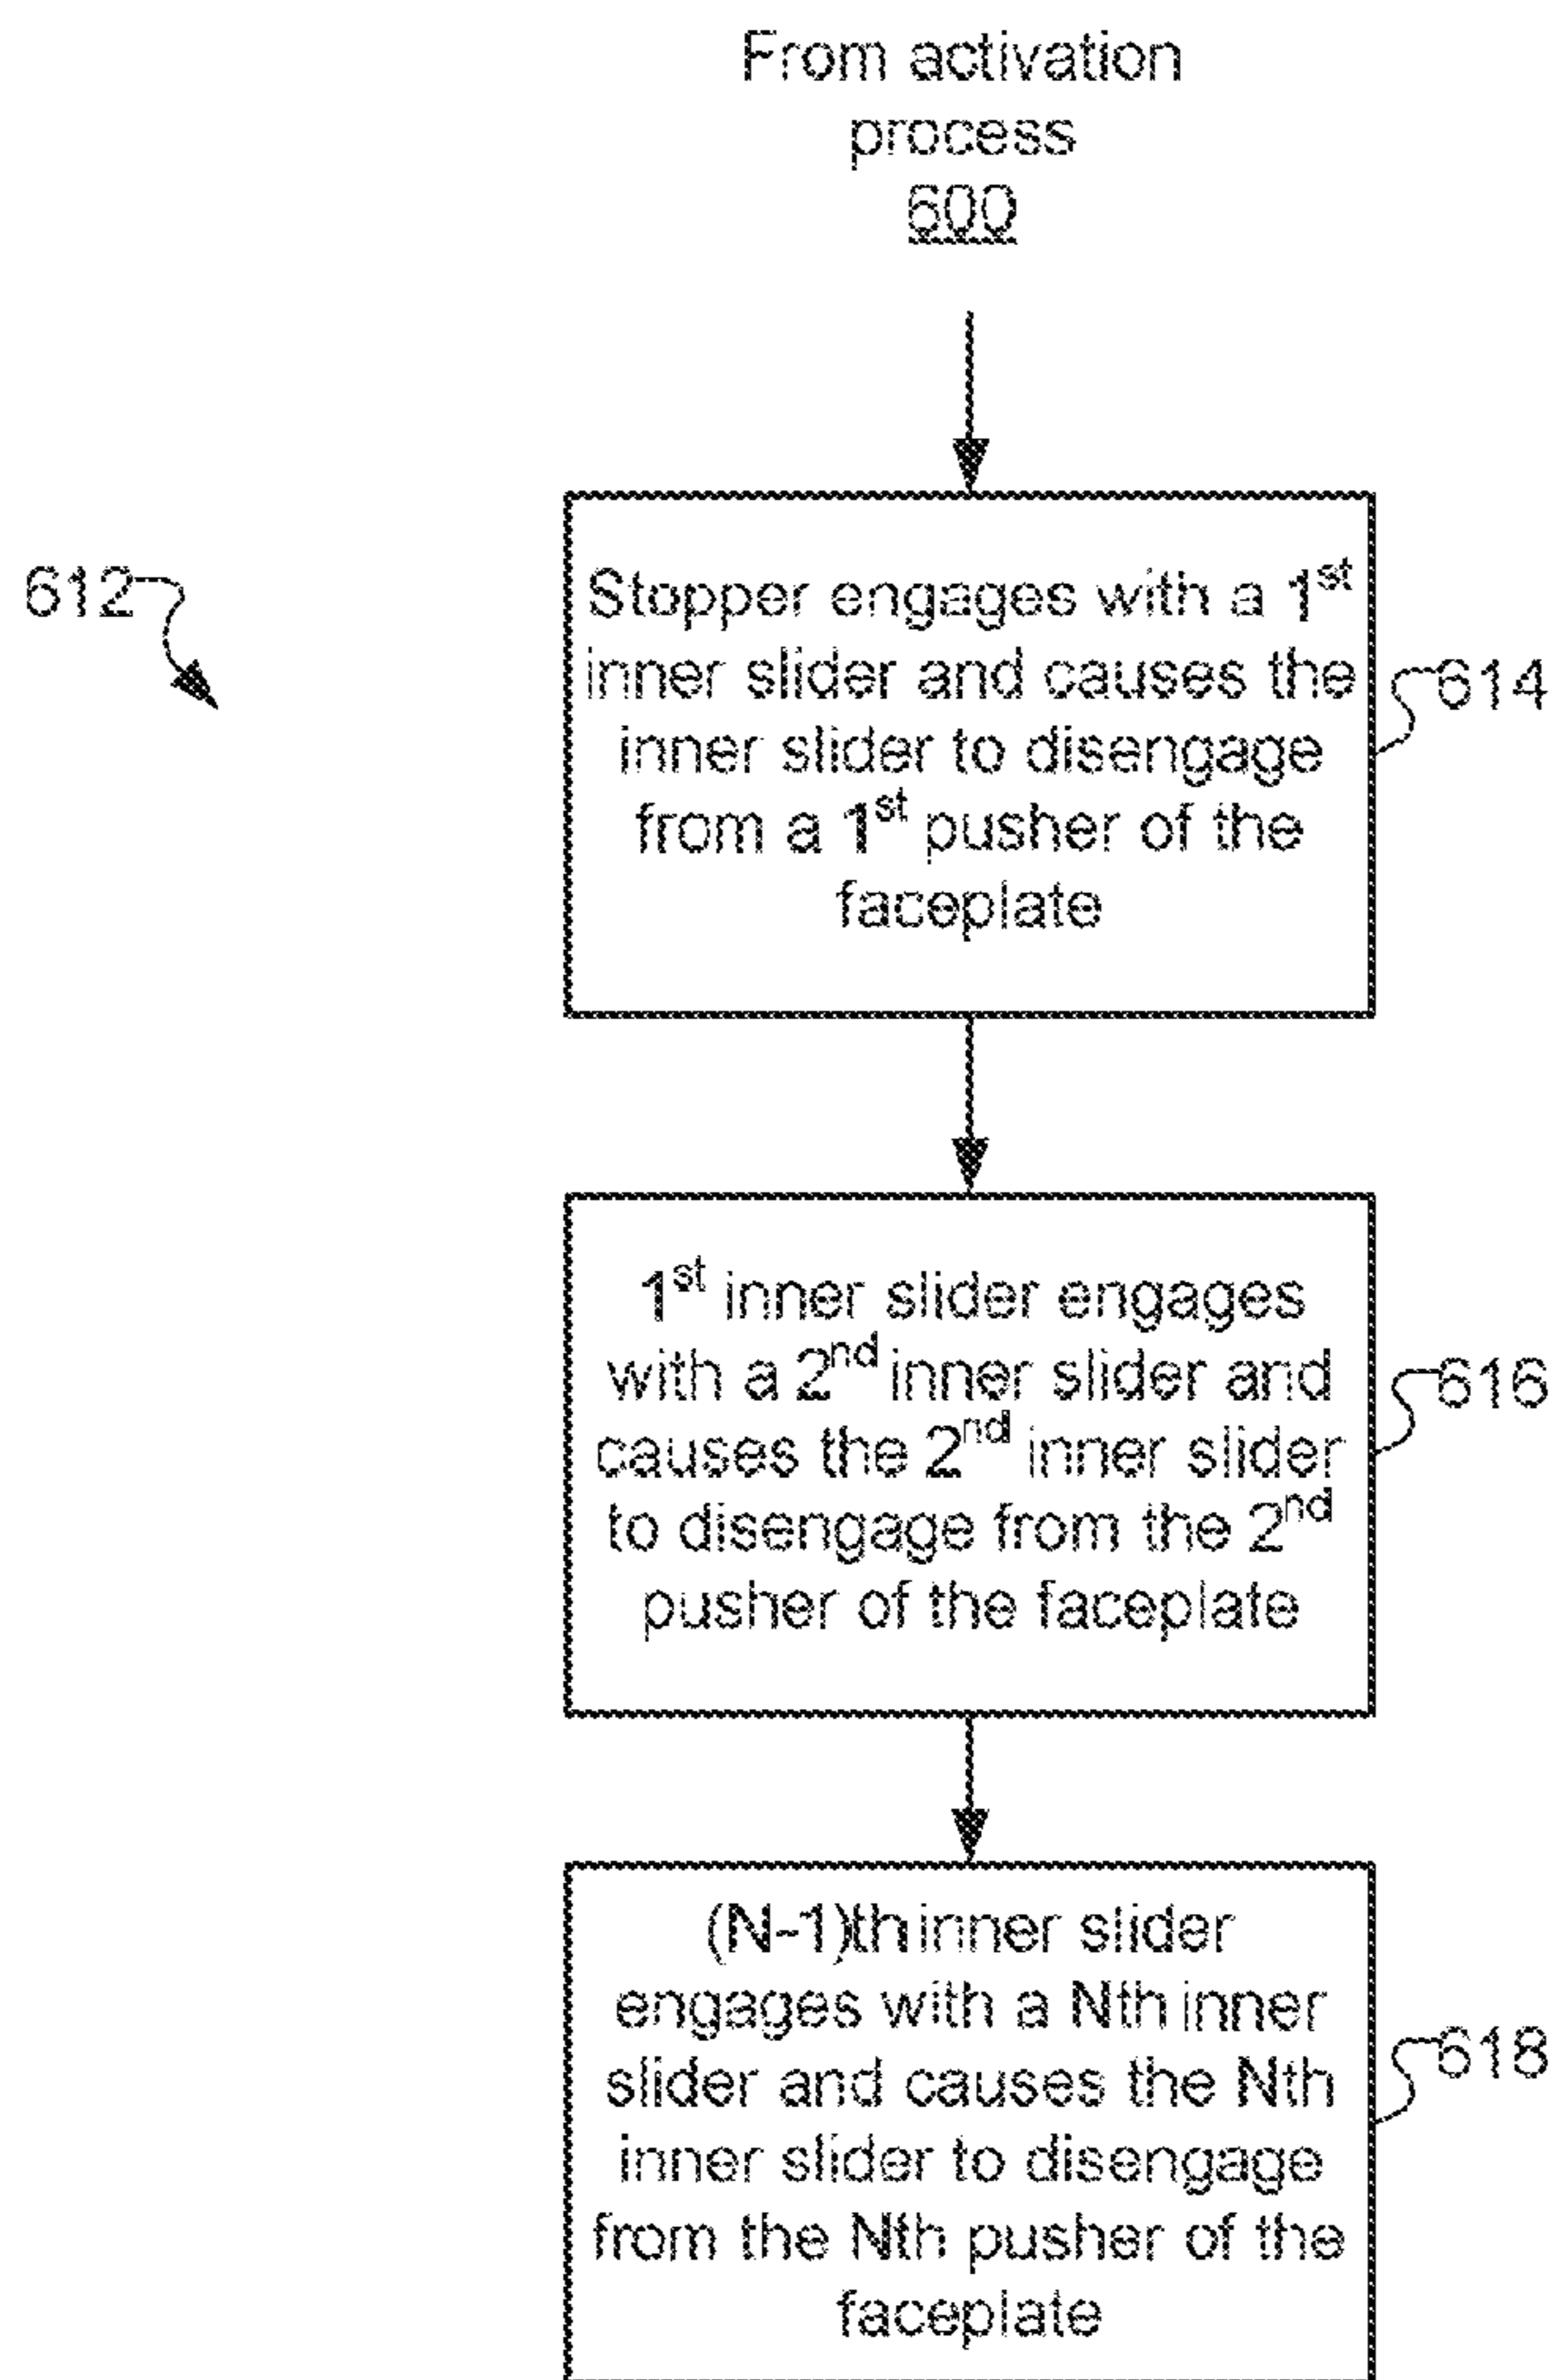 From activation
process
600
612
Stopper engages with a 1st
inner slider and causes the
inner slider to disengage
from a 1st pusher of the
faceplate
614
1st inner slider engages
with a 2nd inner slider and
causes the 2nd inner slider
to disengage from the 2nd
pusher of the faceplate
616
(N-1)th inner slider
engages with a Nth inner
slider and causes the Nth
inner slider to disengage
from the Nth pusher of the
faceplate
618